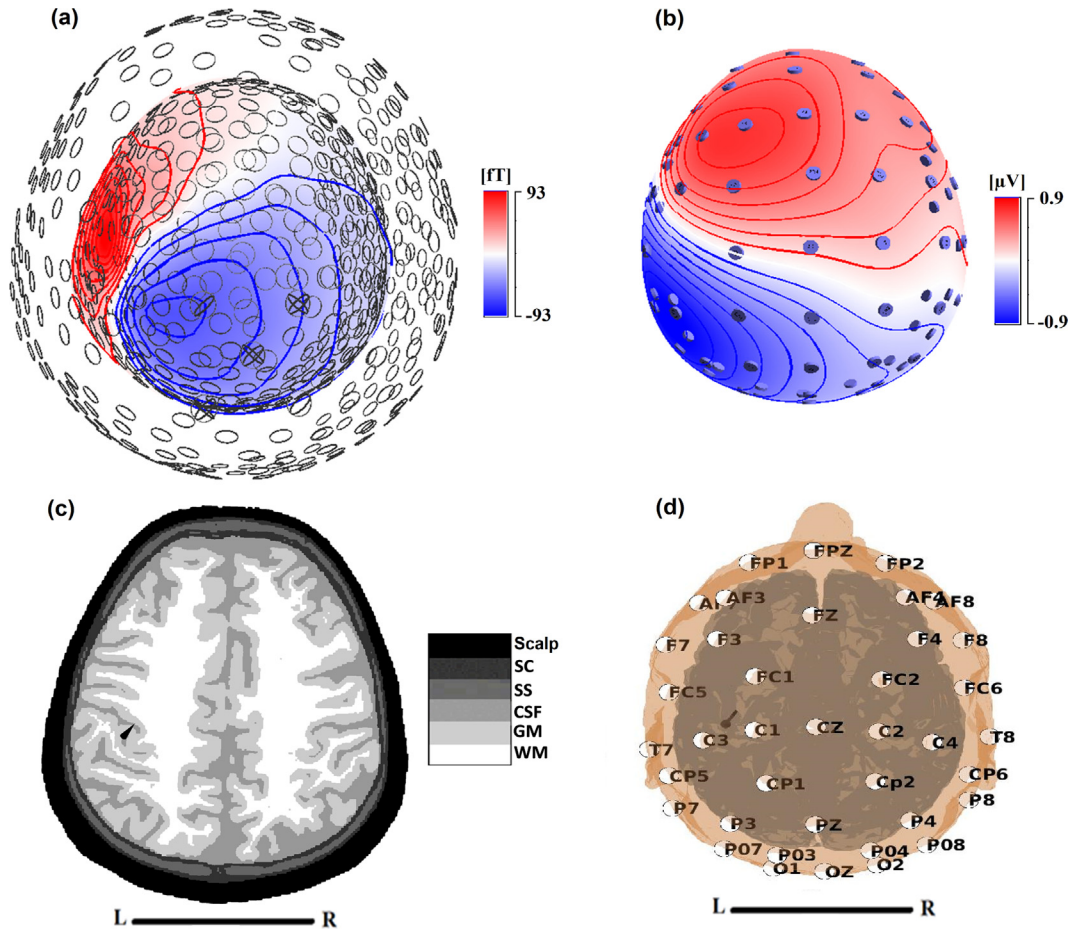 (a)
(b)
[fT]
93
-93
[µV]
0.9
-0.9
(c)
(d)
Scalp
SC
SS
CSF
GM
WM
FPZ
FP1
FP2
AF
AF3
AF4
AF8
FZ
F7
F3
F4
F8
FC5
FC1
FC2
FC6
T7
C3
C1
CZ
C2
C4
T8
CP5
CP1
Cp2
CP6
P7
P3
PZ
P4
P8
P07
P03
P04
P08
O1
OZ
O2
L R
L R